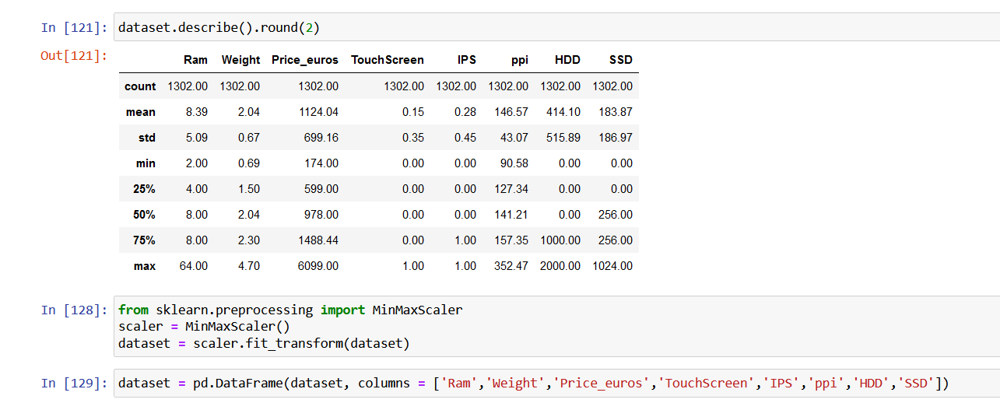 In [121]: dataset.describe().round(2)
Out[121]:
Ram Weight Price_euros TouchScreen IPS ppi HDD SSD
count 1302.00 1302.00 1302.00 1302.00 1302.00 1302.00 1302.00 1302.00
mean 8.39 2.04 1124.04 0.15 0.28 146.57 414.10 183.87
std 5.09 0.67 699.16 0.35 0.45 43.07 515.89 186.97
min 2.00 0.69 174.00 0.00 0.00 90.58 0.00 0.00
25% 4.00 1.50 599.00 0.00 0.00 127.34 0.00 0.00
50% 8.00 2.04 978.00 0.00 0.00 141.21 0.00 256.00
75% 8.00 2.30 1488.44 0.00 1.00 157.35 1000.00 256.00
max 64.00 4.70 6099.00 1.00 1.00 352.47 2000.00 1024.00
In [128]: from sklearn.preprocessing import MinMaxScaler
scaler = MinMaxScaler()
dataset = scaler.fit_transform(dataset)
In [129]: dataset = pd.DataFrame(dataset, columns = ['Ram','Weight','Price_euros','TouchScreen','IPS','ppi','HDD','SSD'])